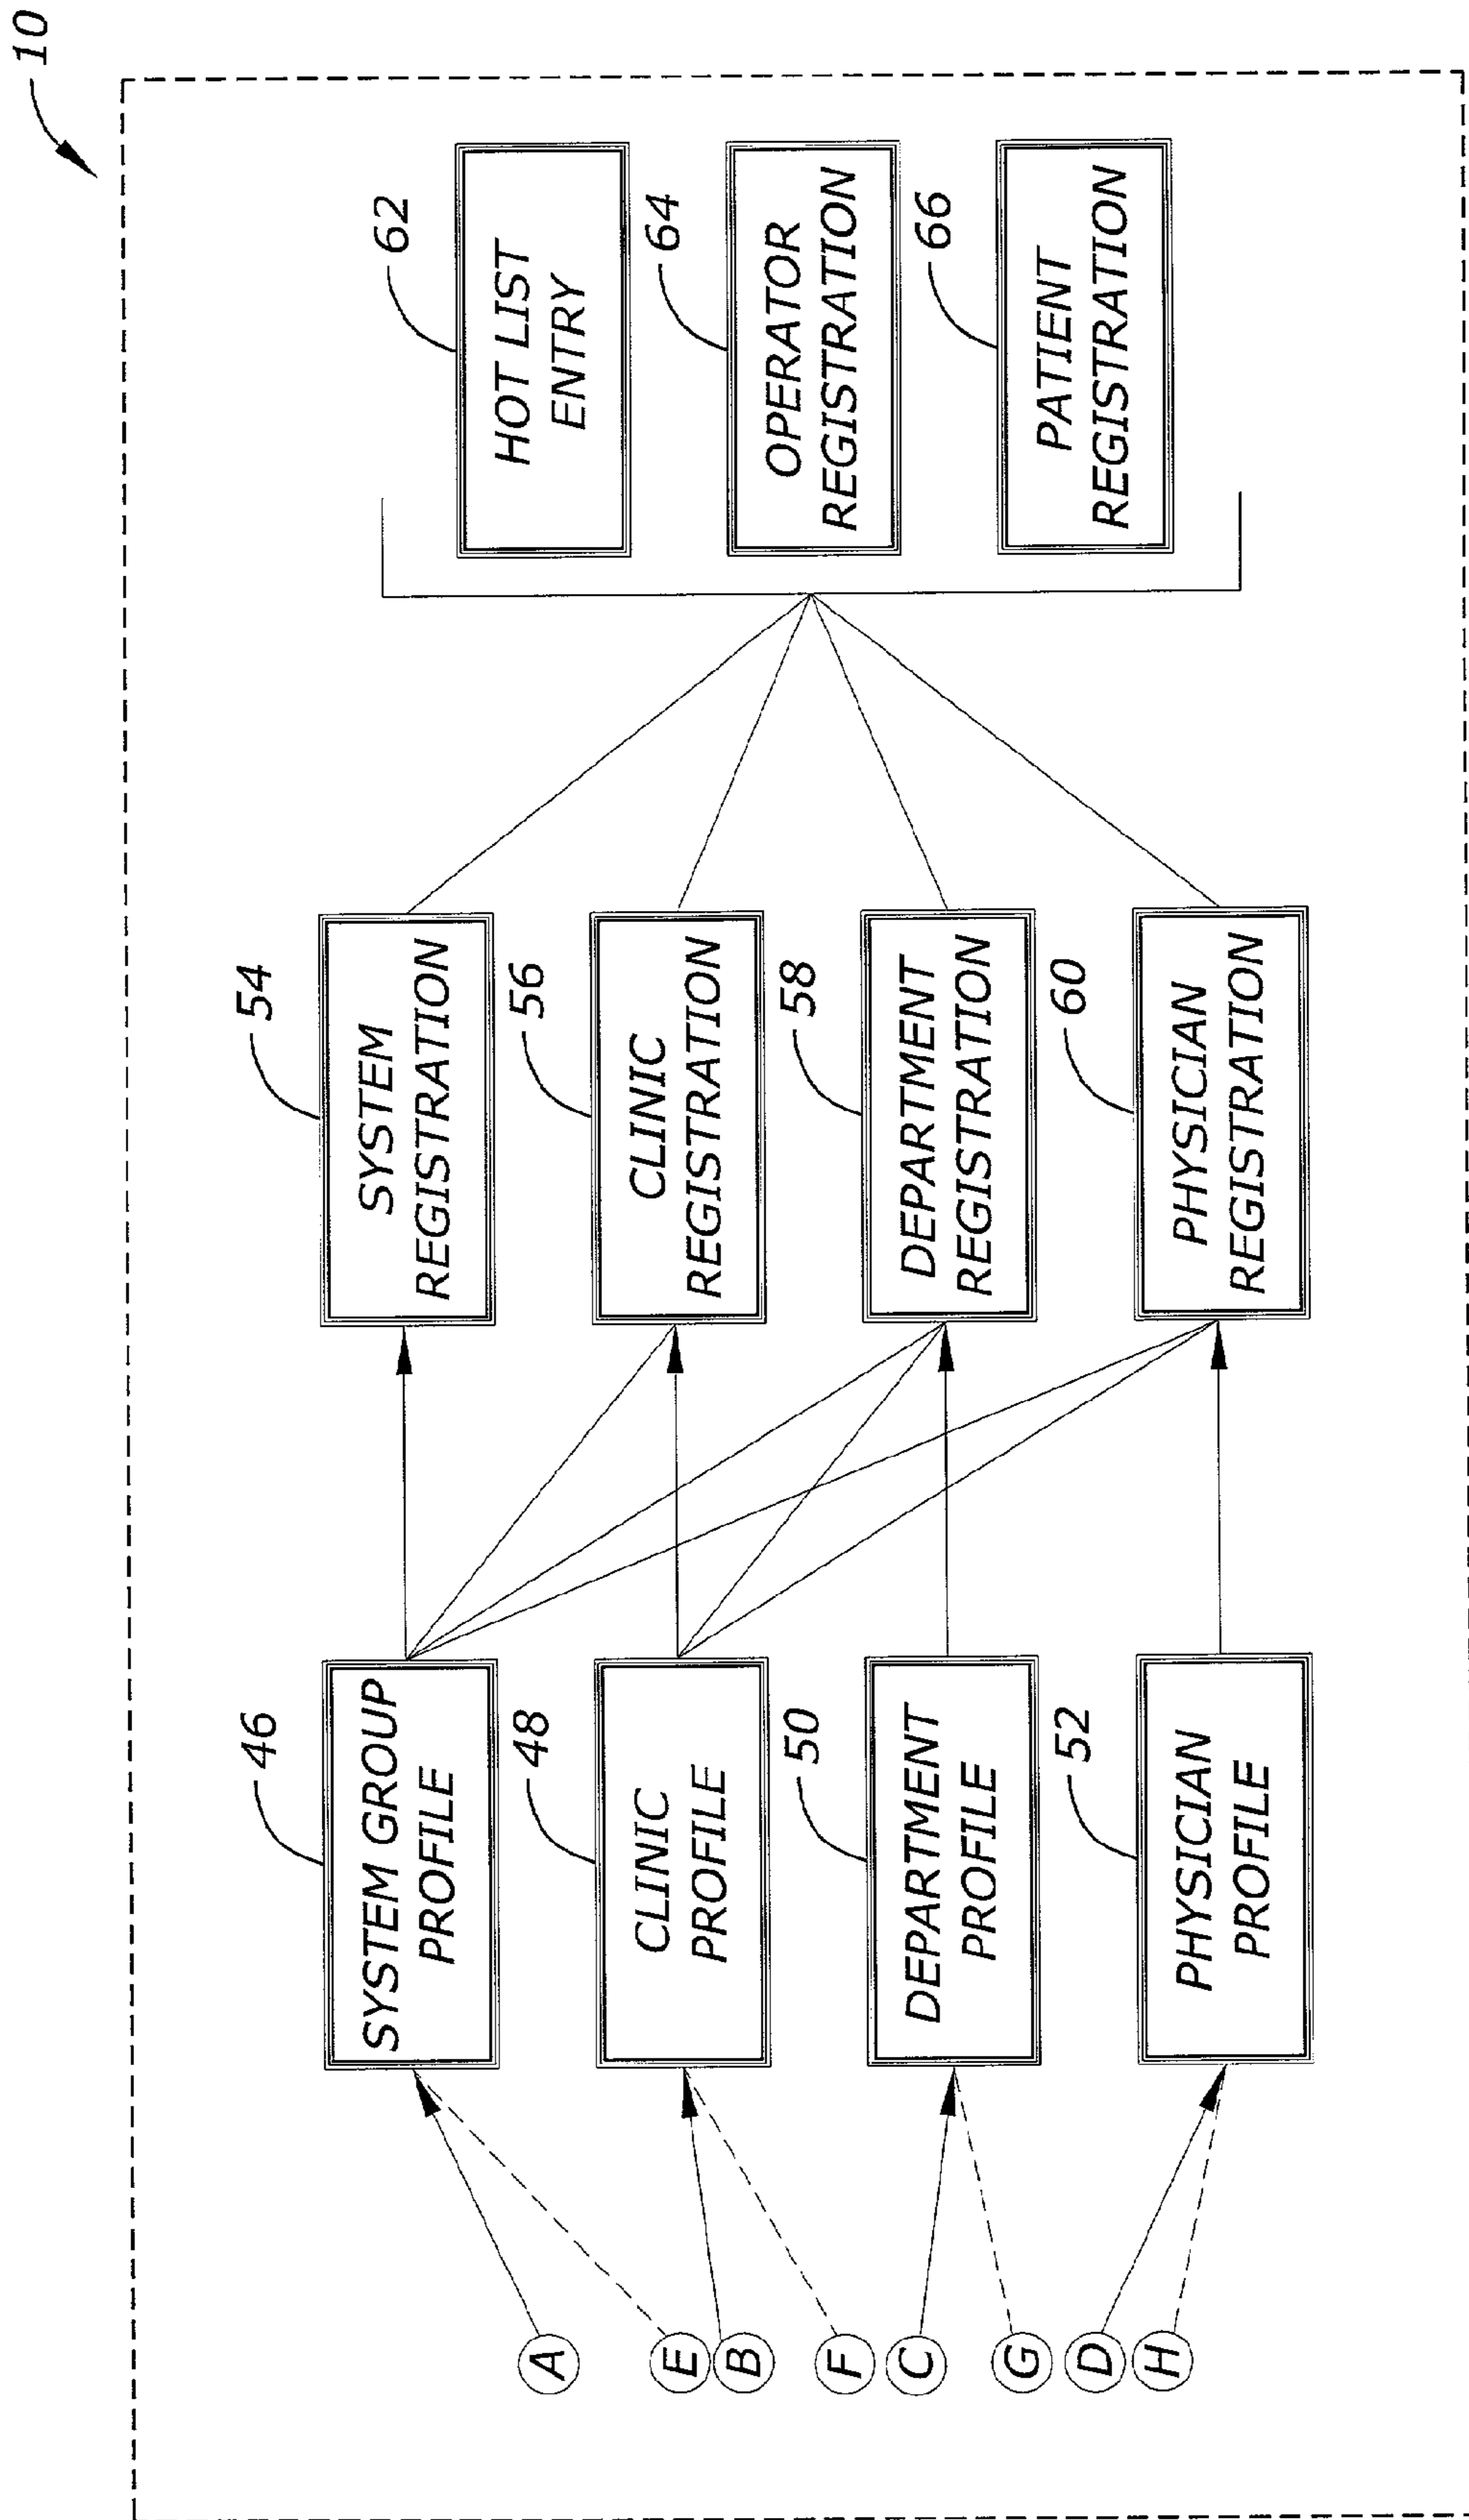 10
46
SYSTEM GROUP
PROFILE
48
CLINIC
PROFILE
50
DEPARTMENT
PROFILE
52
PHYSICIAN
PROFILE
54
SYSTEM
REGISTRATION
56
CLINIC
REGISTRATION
58
DEPARTMENT
REGISTRATION
60
PHYSICIAN
REGISTRATION
62
HOT LIST
ENTRY
64
OPERATOR
REGISTRATION
66
PATIENT
REGISTRATION
A
E
B
F
C
G
D
H